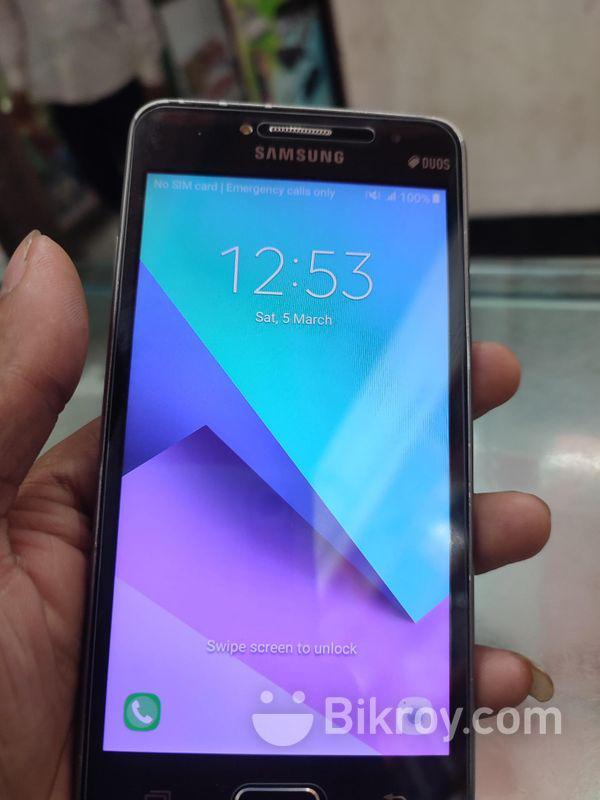 SAMSUNG
DUOS
No SIM card | Emergency calls only 100%
12:53
Sat, 5 March
Swipe screen to unlock
Bikroy.com